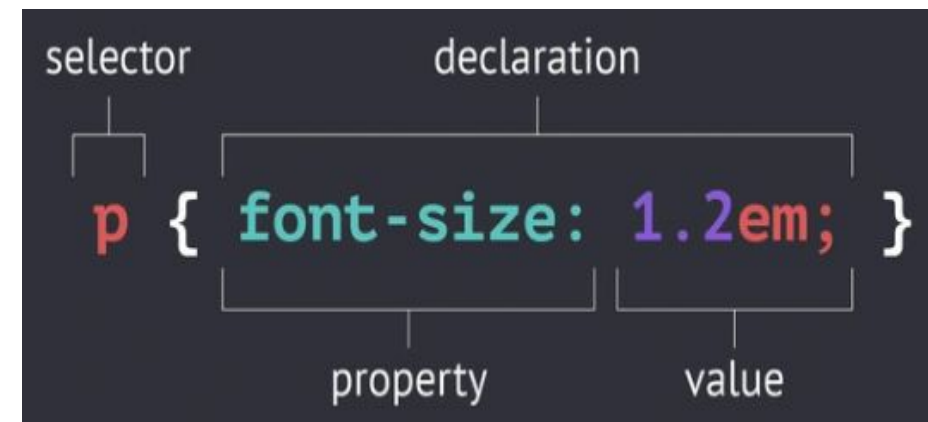 selector declaration
p { font-size: 1.2em; }
property value